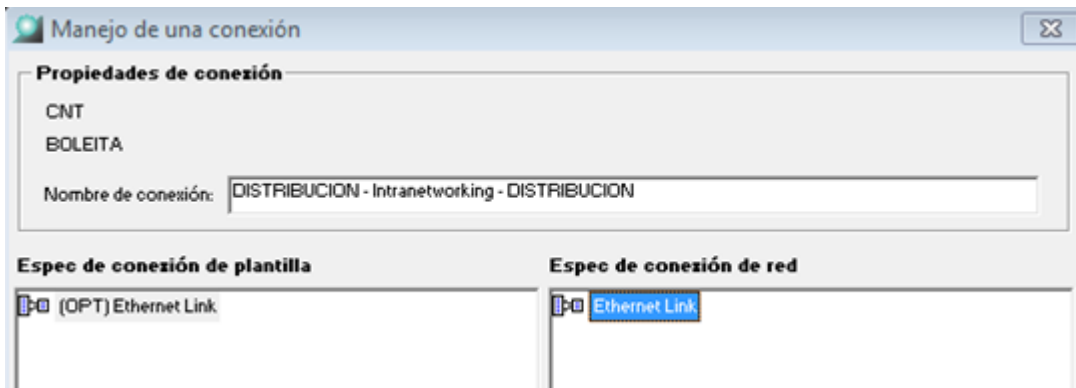 Manejo de una conexión
Propiedades de conexión
CNT
BOLEITA
Nombre de conexión: DISTRIBUCION - Intranetworking - DISTRIBUCION
Espec de conexión de plantilla
Espec de conexión de red
(OPT) Ethernet Link
Ethernet Link